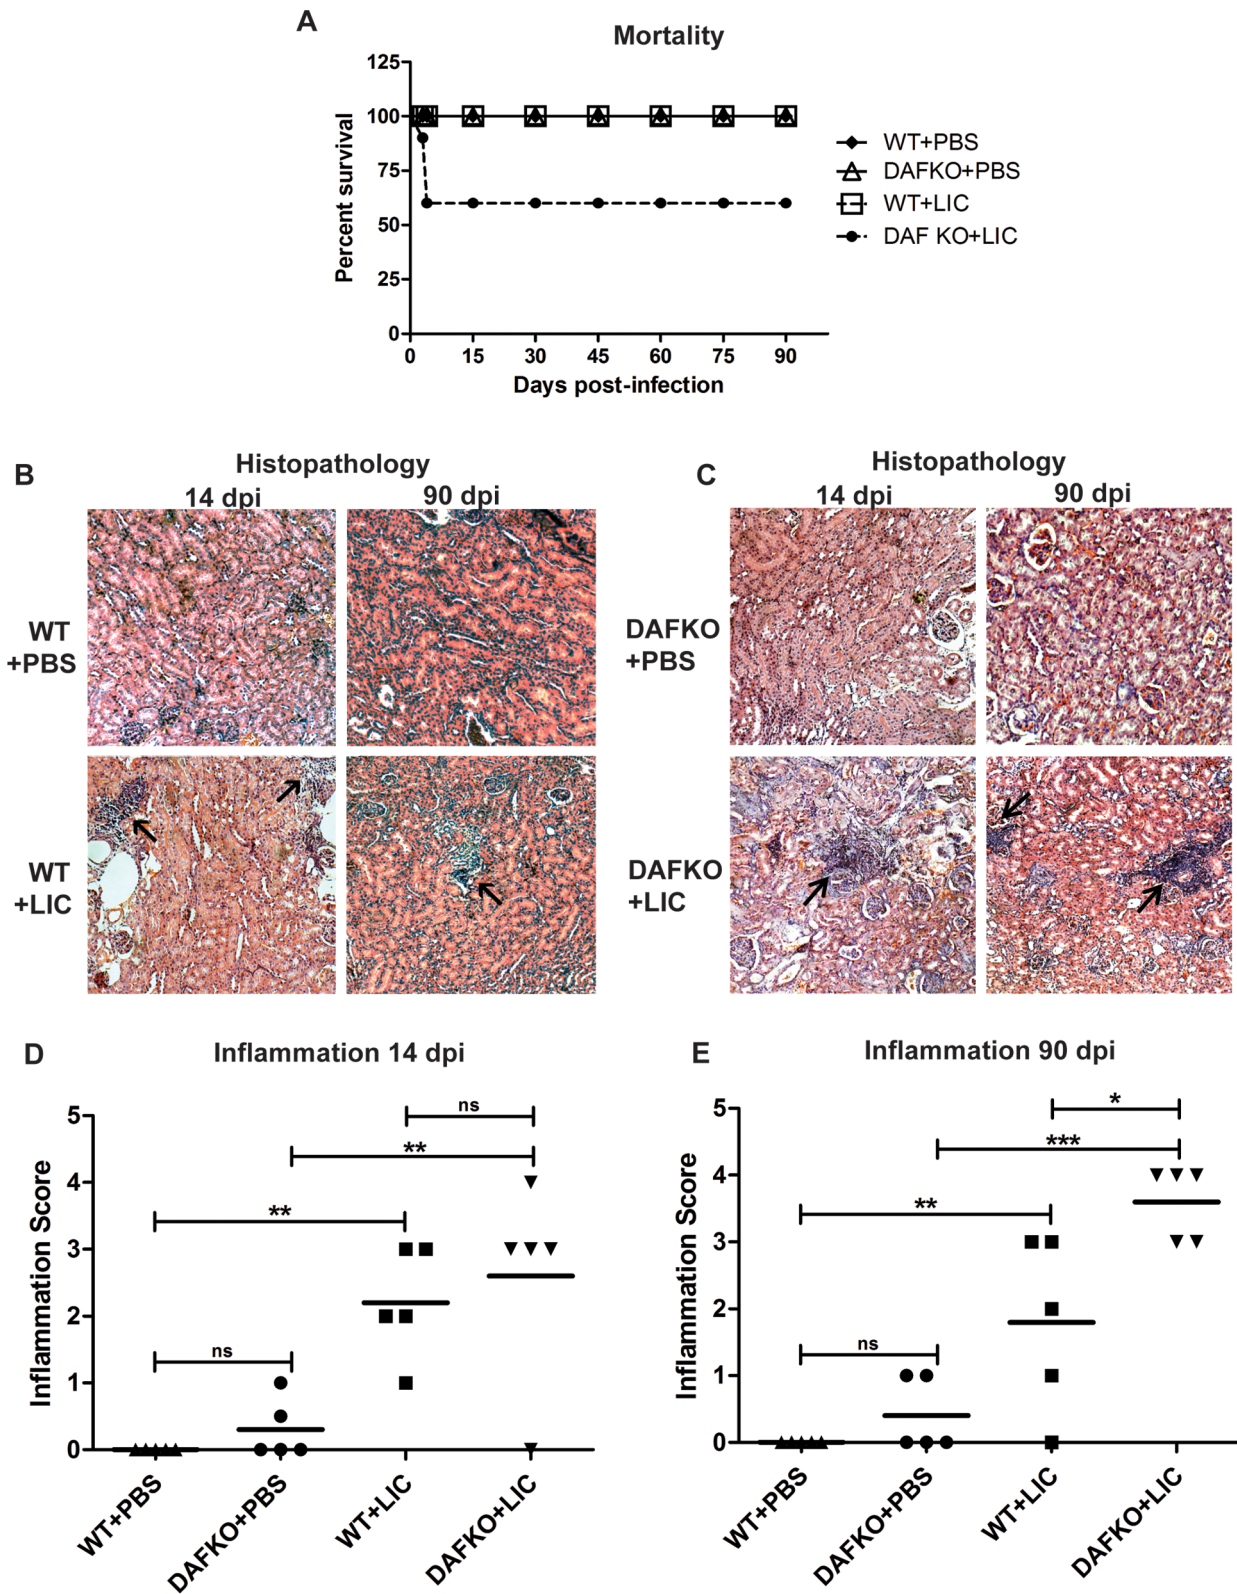 A
Mortality
125
100
75
50
25
0
Percent survival
0 15 30 45 60 75 90
Days post-infection
WT+PBS
DAFKO+PBS
WT+LIC
DAF KO+LIC
B
Histopathology
14 dpi 90 dpi
WT
+PBS
WT
+LIC
C
Histopathology
14 dpi 90 dpi
DAFKO
+PBS
DAFKO
+LIC
D
Inflammation 14 dpi
Inflammation Score
5
4
3
2
1
0
ns
**
**
ns
WT+PBS
DAFKO+PBS
WT+LIC
DAFKO+LIC
E
Inflammation 90 dpi
Inflammation Score
5
4
3
2
1
0
*
***
**
ns
WT+PBS
DAFKO+PBS
WT+LIC
DAFKO+LIC